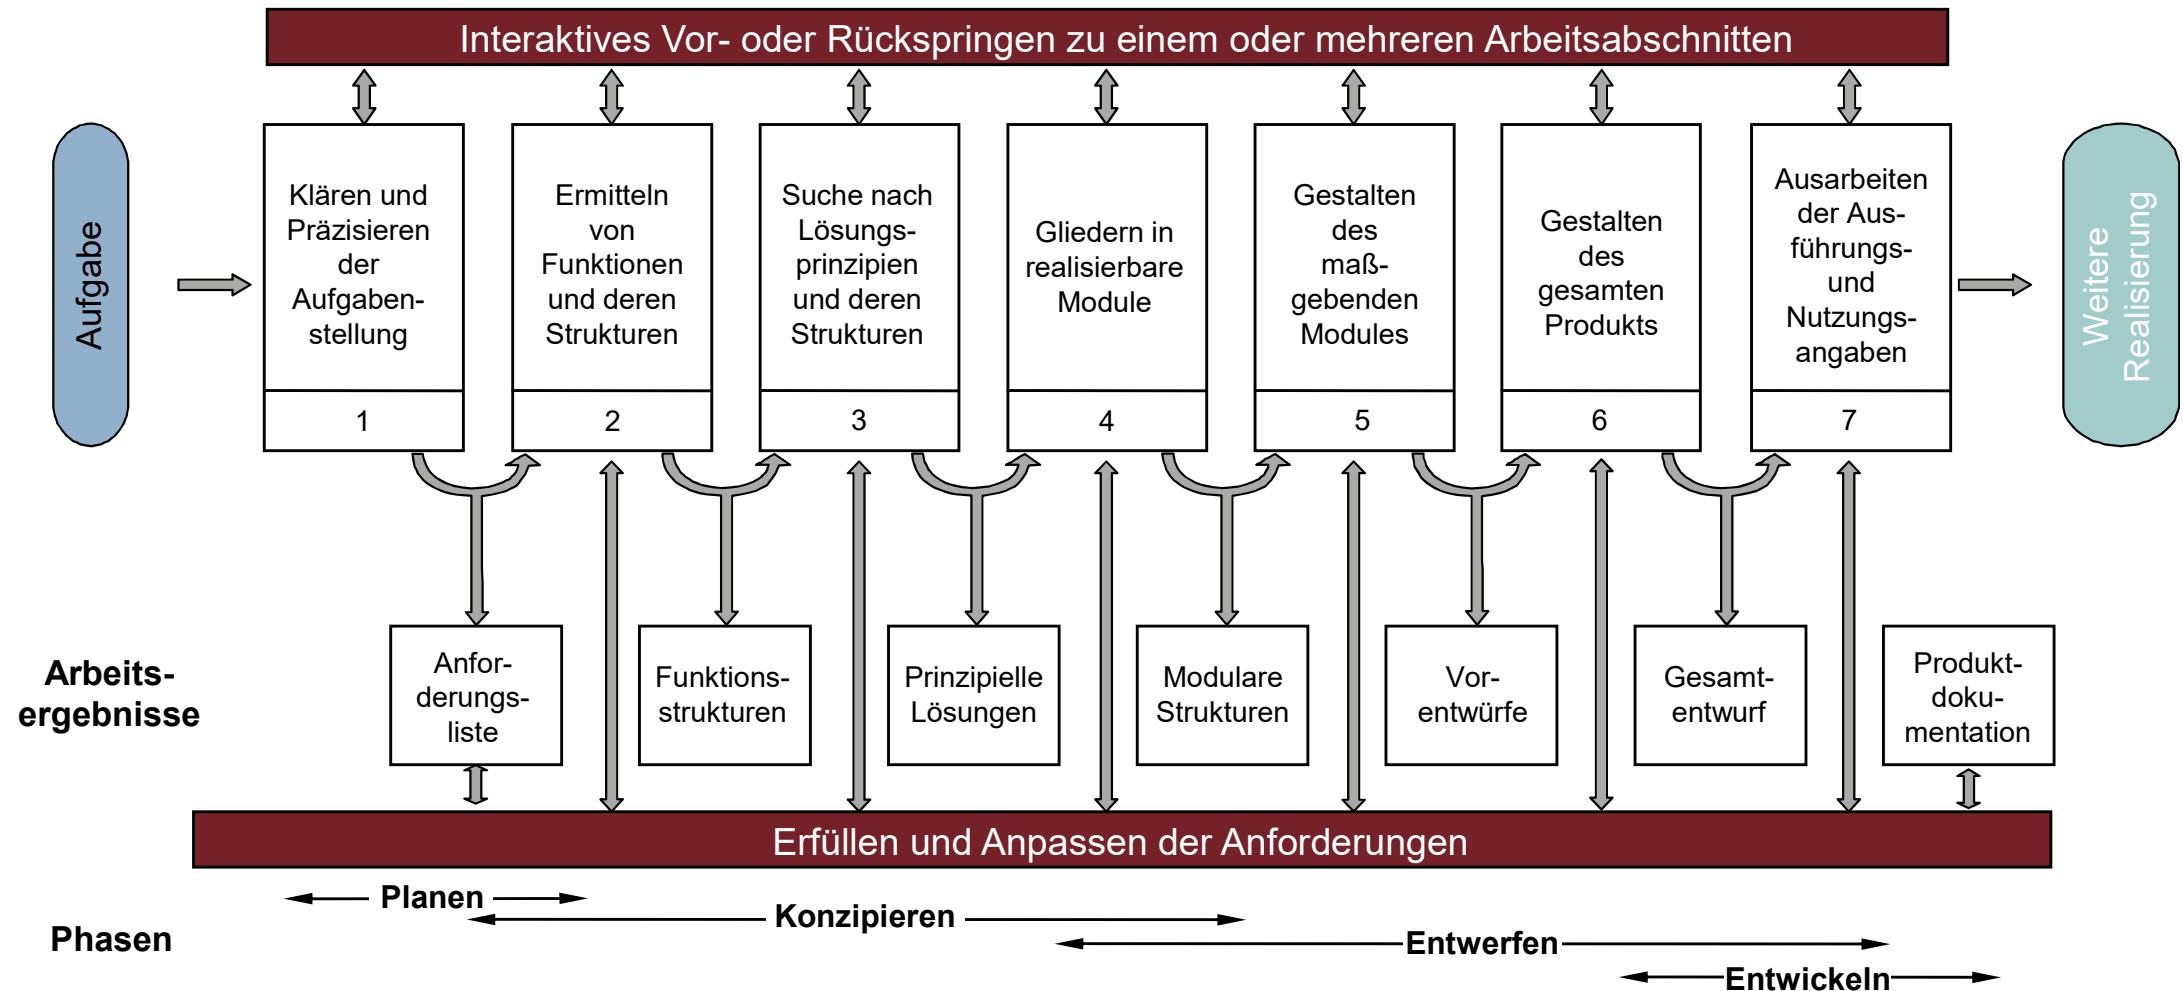 Interaktives Vor- oder Rückspringen zu einem oder mehreren Arbeitsabschnitten
Aufgabe
Klären und
Präzisieren
der
Aufgaben-
stellung
1
Ermitteln
von
Funktionen
und deren
Strukturen
2
Suche nach
Lösungs-
prinzipien
und deren
Strukturen
3
Gliedern in
realisierbare
Module
4
Gestalten
des
maß-
gebenden
Modules
5
Gestalten
des
gesamten
Produkts
6
Ausarbeiten
der Aus-
führungs-
und
Nutzungs-
angaben
7
Weitere
Realisierung
Arbeits-
ergebnisse
Anfor-
derungs-
liste
Funktions-
strukturen
Prinzipielle
Lösungen
Modulare
Strukturen
Vor-
entwürfe
Gesamt-
entwurf
Produkt-
doku-
mentation
Erfüllen und Anpassen der Anforderungen
Phasen
Planen
Konzipieren
Entwerfen
Entwickeln